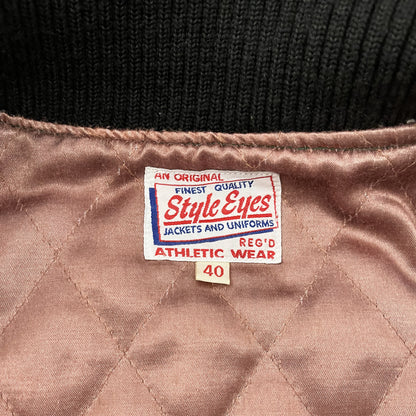 AN ORIGINAL
FINEST QUALITY
Style Eyes
JACKETS AND UNIFORMS
REG'D
ATHLETIC WEAR
40